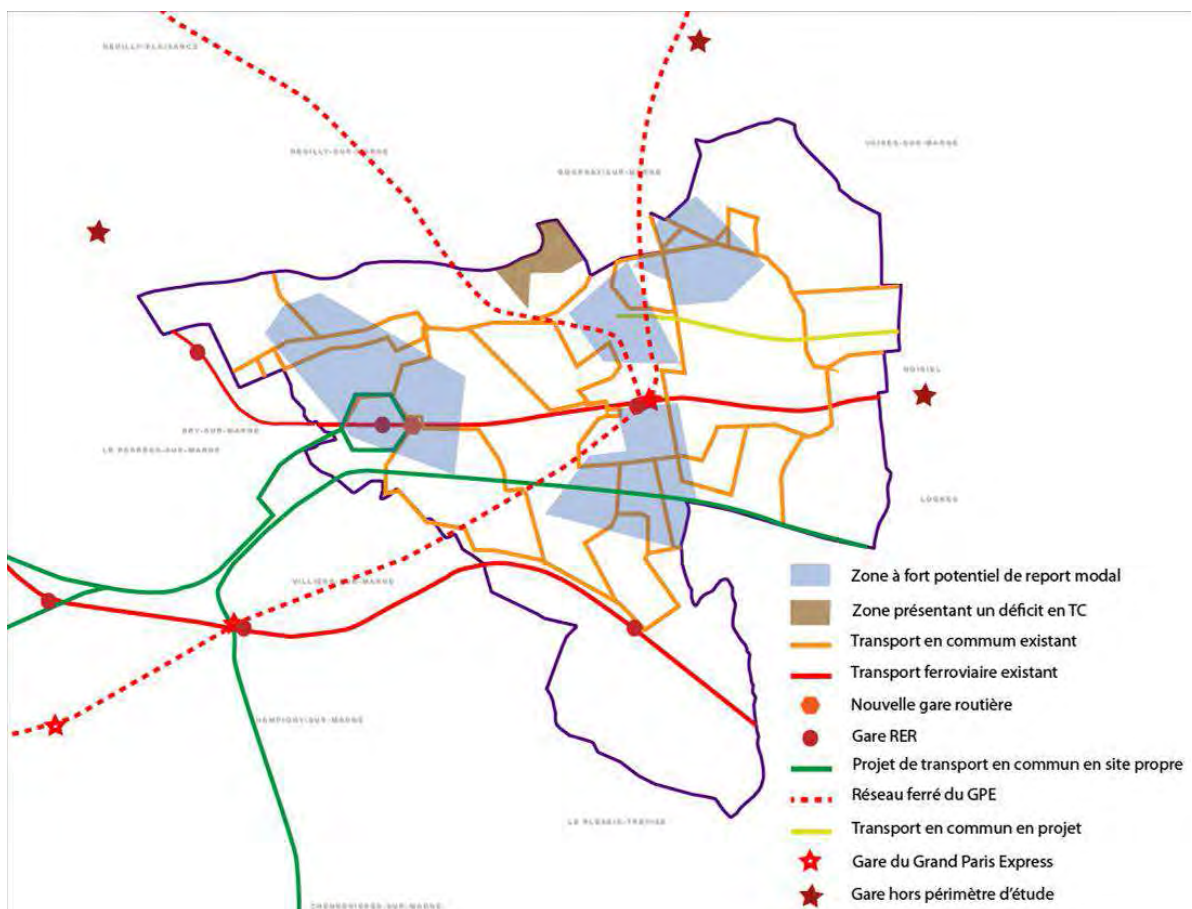 NEUILLY-PLAISANCE
NEUILLY-SUR-MARNE
GOURNAY-SUR-MARNE
VAIRES-SUR-MARNE
BRY-SUR-MARNE
LE PERREUX-SUR-MARNE
NOISIEL
LOGNES
VILLIERS-SUR-MARNE
CHAMPIGNY-SUR-MARNE
LE PLESSIS-TREVISE
CHENNEVIERES-SUR-MARNE
Zone à fort potentiel de report modal
Zone présentant un déficit en TC
Transport en commum existant
Transport ferroviaire existant
Nouvelle gare routière
Gare RER
Projet de transport en commun en site propre
Réseau ferré du GPE
Transport en commun en projet
Gare du Grand Paris Express
Gare hors périmètre d'étude